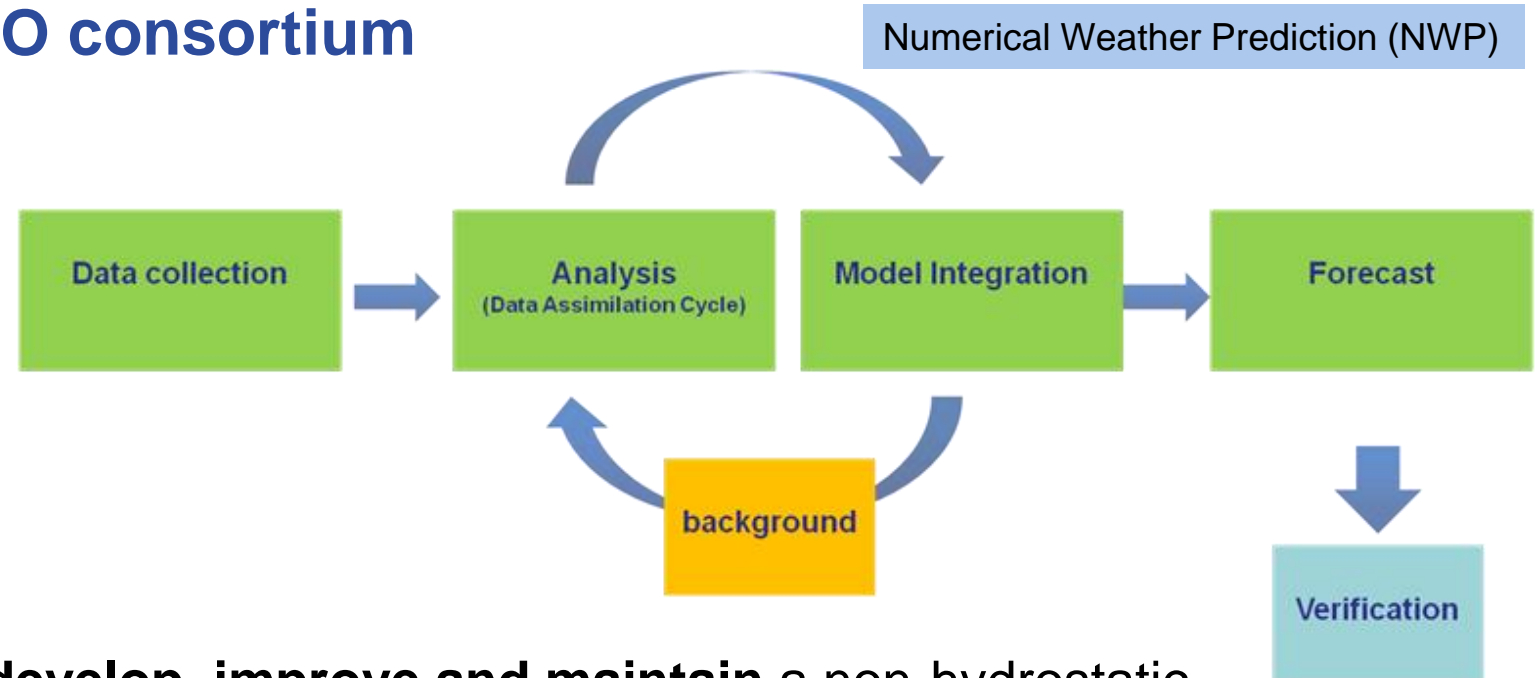 O consortium
Numerical Weather Prediction (NWP)
Data collection
Analysis
(Data Assimilation Cycle)
Model Integration
Forecast
background
Verification
develop, improve and maintain a non-hydrostatic